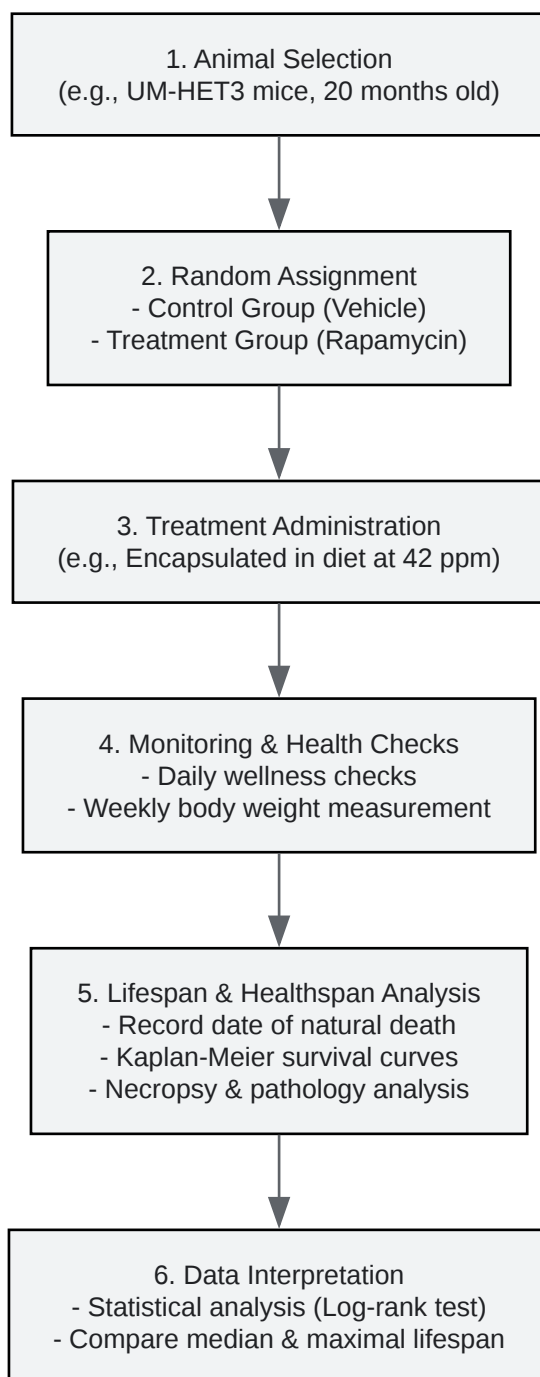 1. Animal Selection
(e.g., UM-HET3 mice, 20 months old)
2. Random Assignment
- Control Group (Vehicle)
- Treatment Group (Rapamycin)
3. Treatment Administration
(e.g., Encapsulated in diet at 42 ppm)
4. Monitoring & Health Checks
- Daily wellness checks
- Weekly body weight measurement
5. Lifespan & Healthspan Analysis
- Record date of natural death
- Kaplan-Meier survival curves
- Necropsy & pathology analysis
6. Data Interpretation
- Statistical analysis (Log-rank test)
- Compare median & maximal lifespan